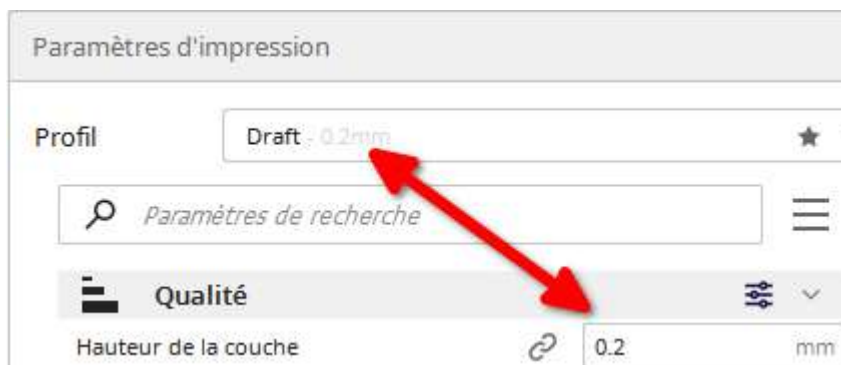 Paramètres d'impression
Profil Draft - 0.2mm
Paramètres de recherche
Qualité
Hauteur de la couche 0.2 mm